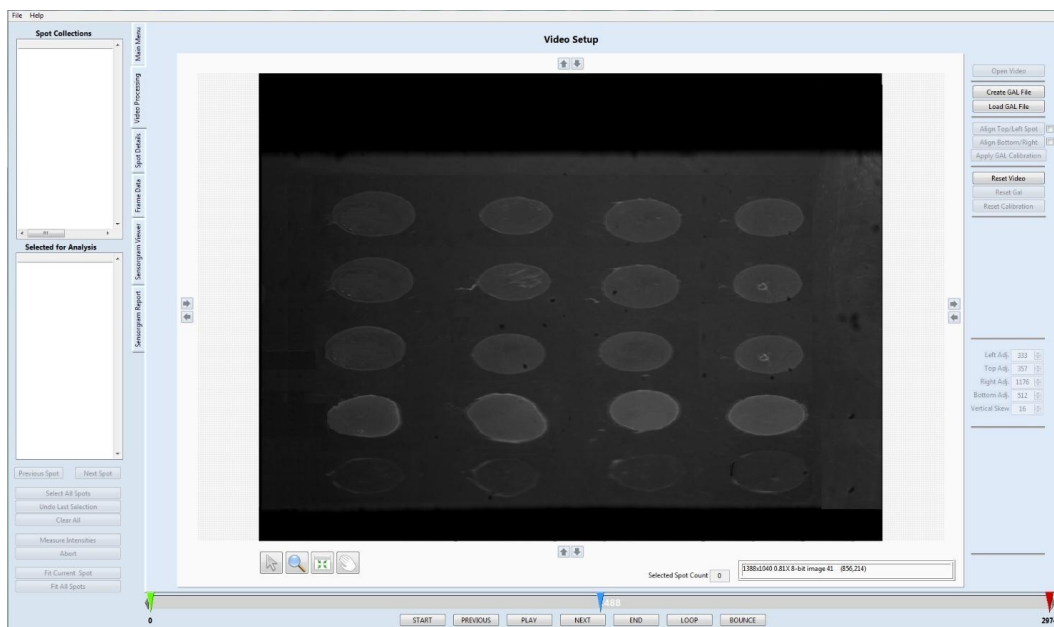 File Help
Spot Collections
Selected for Analysis
Previous Spot Next Spot
Select All Spots
Undo Last Selection
Clear All
Measure Intensities
Abort
Fit Current Spot
Fit All Spots
Main Menu
Video Processing
Spot Details
Frame Data
Sensorgram Viewer
Sensorgram Report
Video Setup
Selected Spot Count 0
1388x1040 0.81X 8-bit image 41 (856,214)
Open Video
Create GAL File
Load GAL File
Align Top/Left Spot
Align Bottom/Right
Apply GAL Calibration
Reset Video
Reset Gal
Reset Calibration
Left Adj. 333
Top Adj. 357
Right Adj. 1176
Bottom Adj. 512
Vertical Skew 16
0
START PREVIOUS PLAY NEXT END LOOP BOUNCE